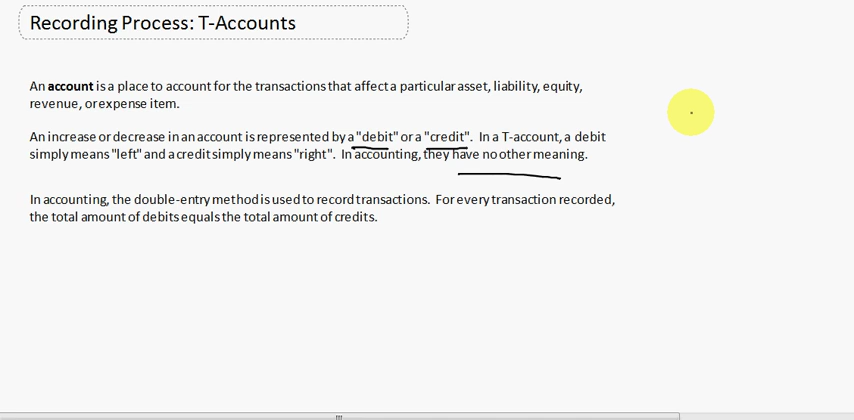 Recording Process: T-Accounts
An account is a place to account for the transactions that affect a particular asset, liability, equity,
revenue, or expense item.
An increase or decrease in an account is represented by a "debit" or a "credit". In a T-account, a debit
simply means "left" and a credit simply means "right". In accounting, they have no other meaning.
In accounting, the double-entry method is used to record transactions. For every transaction recorded,
the total amount of debits equals the total amount of credits.